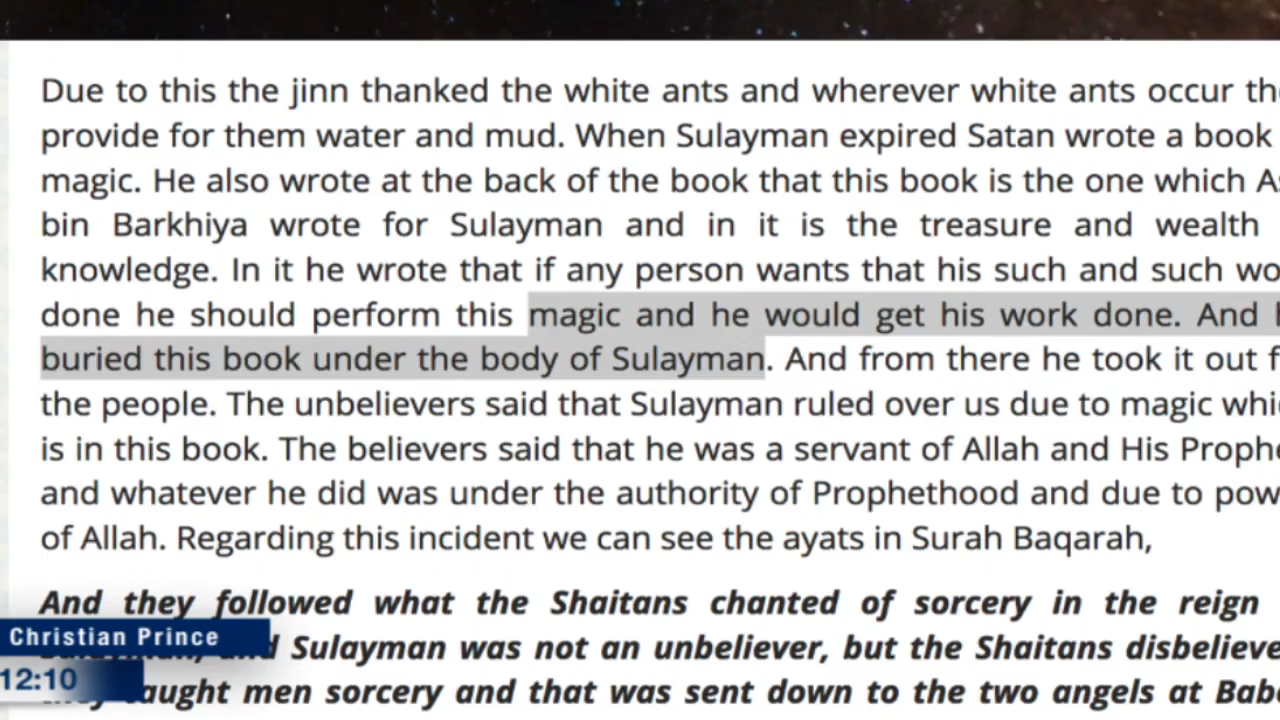 Due to this the jinn thanked the white ants and wherever white ants occur
provide for them water and mud. When Sulayman expired Satan wrote a book
magic. He also wrote at the back of the book that this book is the one which
bin Barkhiya wrote for Sulayman and in it is the treasure and wealth
knowledge. In it he wrote that if any person wants that his such and such
done he should perform this magic and he would get his work done. And
buried this book under the body of Sulayman. And from there he took it out
the people. The unbelievers said that Sulayman ruled over us due to magic
is in this book. The believers said that he was a servant of Allah and His
and whatever he did was under the authority of Prophethood and due to
of Allah. Regarding this incident we can see the ayats in Surah Baqarah,
And they followed what the Shaitans chanted of sorcery in the reign
Christian Prince
Sulayman was not an unbeliever, but the Shaitans
12:10
men sorcery and that was sent down to the two angels at